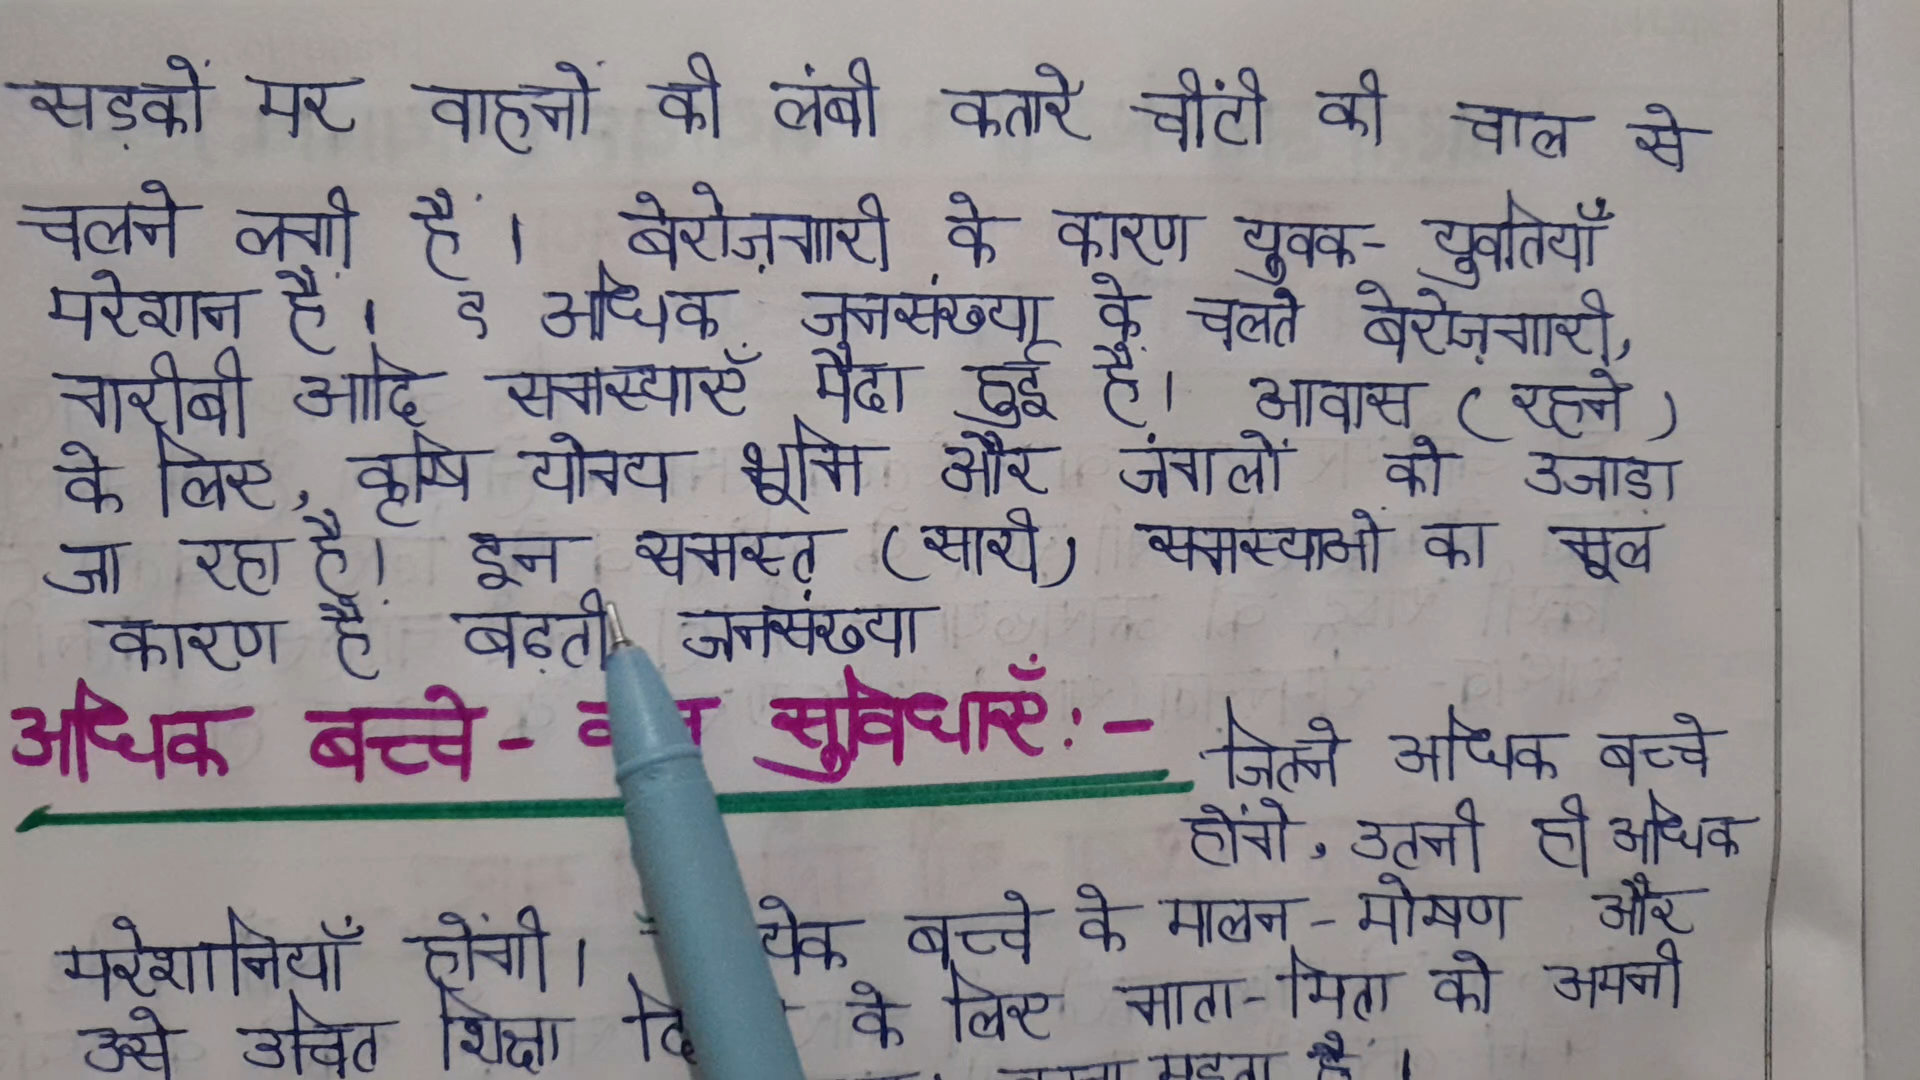 सड़कों पर वाहनों की लंबी कतारें चींटी की चाल से
चलने लगी हैं । बेरोज़गारी के कारण युवक- युवतियाँ
परेशान हैं । अधिक जनसंख्या के चलते बेरोज़गारी,
गरीबी आदि समस्याएँ पैदा हुई हैं। आवास ( रहने )
के लिए, कृषि योग्य भूमि और जंगलों को उजाड़ा
जा रहा है। इन समस्त (सारी) समस्याओं का मूल
कारण है बढ़ती जनसंख्या
अधिक बच्चे - सुविधाएँ:-
जितने अधिक बच्चे
होंगे, उतनी ही अधिक
परेशानियाँ होंगी। बच्चे के पालन - पोषण और
उसे उचित शिक्षा के लिए माता-पिता को अपनी
पड़ता है ।